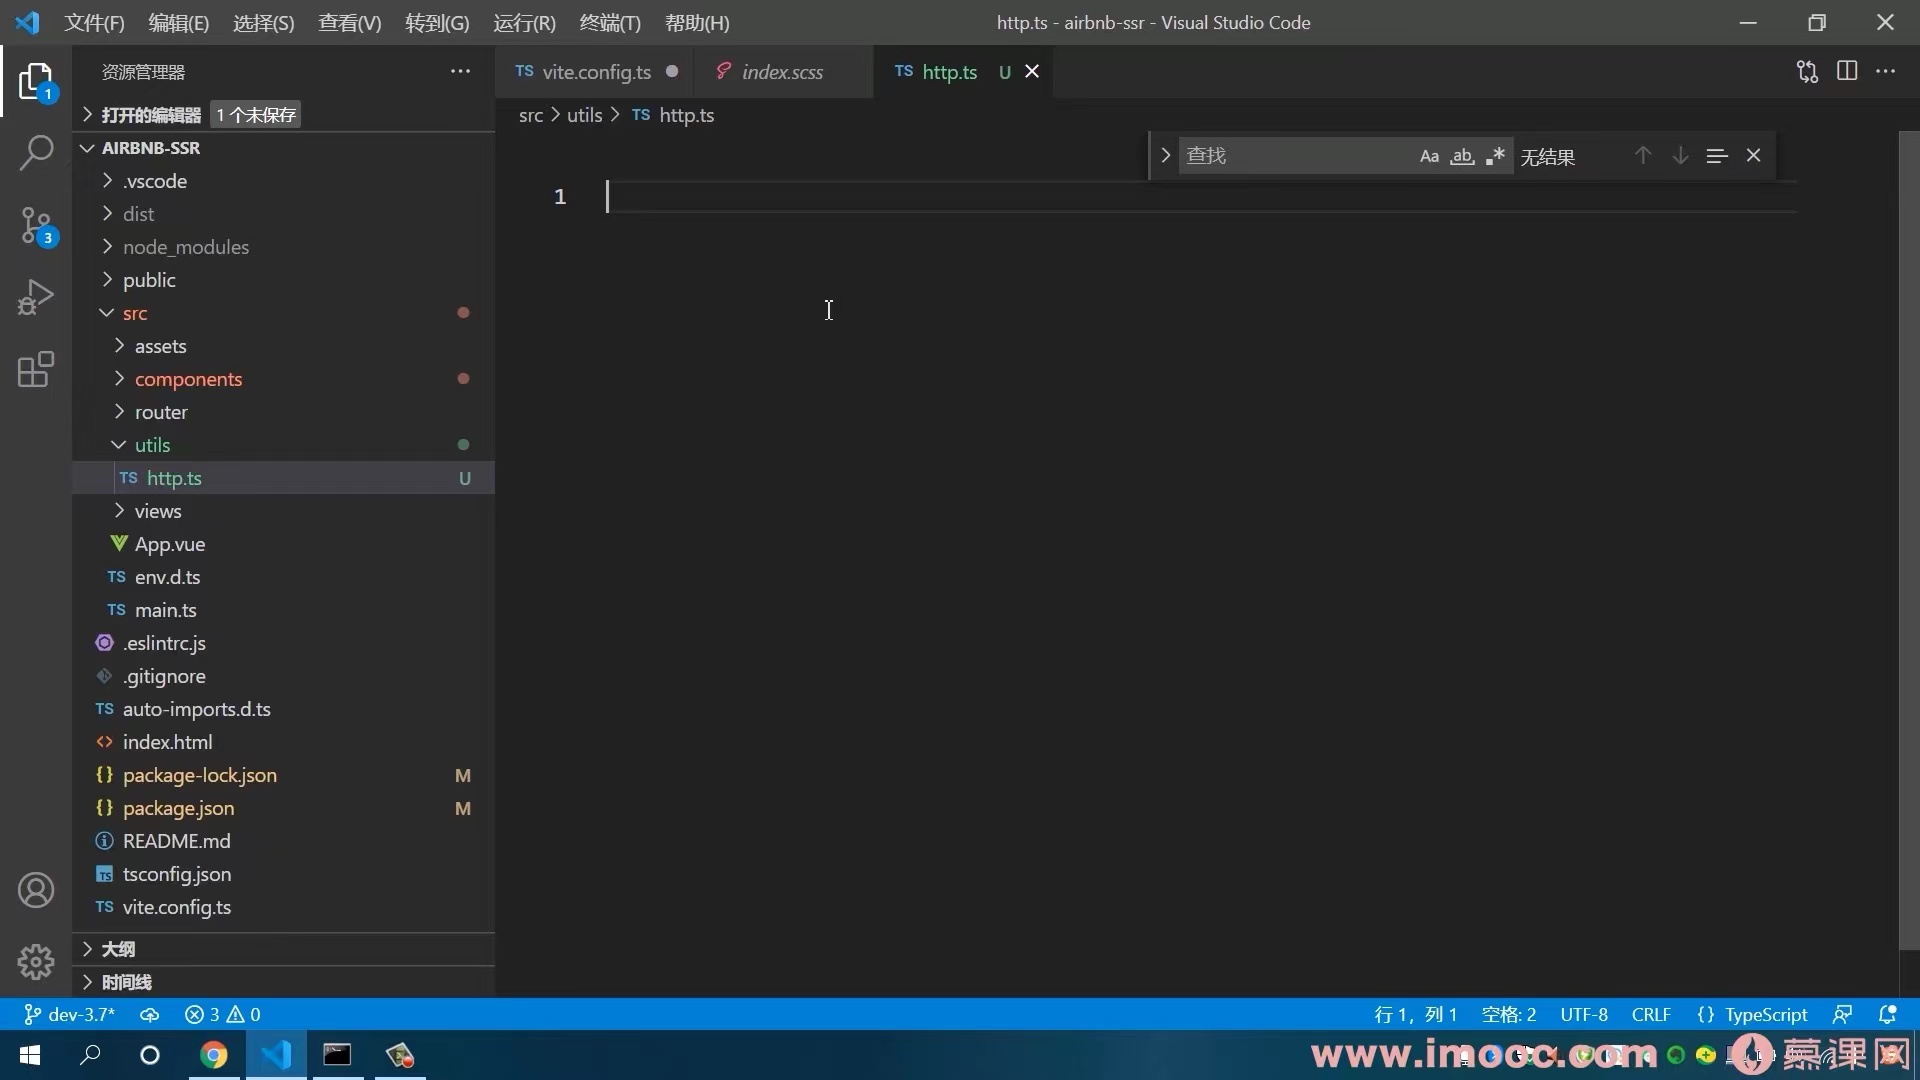 文件(F) 编辑(E) 选择(S) 查看(V) 转到(G) 运行(R) 终端(T) 帮助(H) http.ts - airbnb-ssr - Visual Studio Code
资源管理器
TS vite.config.ts index.scss TS http.ts U
打开的编辑器 1 个未保存
src utils TS http.ts
AIRBNB-SSR
查找 Aa ab 无结果
.vscode
dist
node_modules
public
src
assets
components
router
utils
TS http.ts U
views
App.vue
TS env.d.ts
TS main.ts
.eslintrc.js
.gitignore
TS auto-imports.d.ts
index.html
{} package-lock.json M
{} package.json M
README.md
TS tsconfig.json
TS vite.config.ts
大纲
时间线
1
1
3
dev-3.7* 3 0 行 1，列 1 空格: 2 UTF-8 CRLF {} TypeScript
www.imooc.com 慕课网